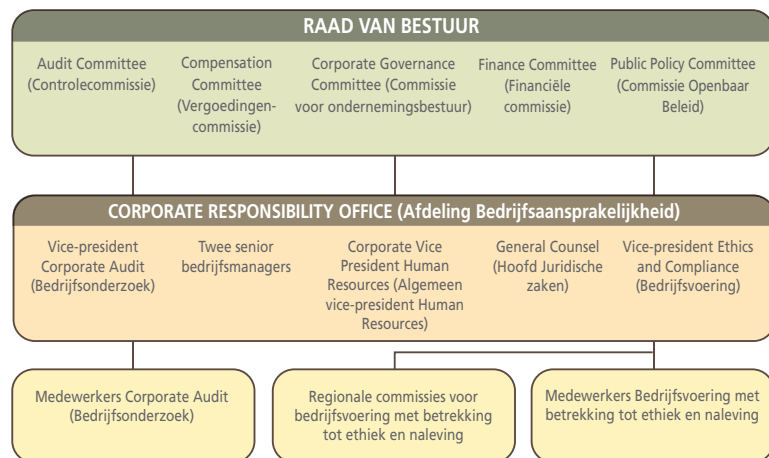 RAAD VAN BESTUUR
Audit Committee
(Controlecommissie)
Compensation
Committee
(Vergoedingen-
commissie)
Corporate Governance
Committee (Commissie
voor ondernemingsbestuur)
Finance Committee
(Financiële
commissie)
Public Policy Committee
(Commissie Openbaar
Beleid)
CORPORATE RESPONSIBILITY OFFICE (Afdeling Bedrijfsaansprakelijkheid)
Vice-president
Corporate Audit
(Bedrijfsonderzoek)
Twee senior
bedrijfsmanagers
Corporate Vice
President Human
Resources (Algemeen
vice-president Human
Resources)
General Counsel
(Hoofd Juridische
zaken)
Vice-president Ethics
and Compliance
(Bedrijfsvoering)
Medewerkers Corporate Audit
(Bedrijfsonderzoek)
Regionale commissies voor
bedrijfsvoering met betrekking
tot ethiek en naleving
Medewerkers Bedrijfsvoering met
betrekking tot ethiek en naleving